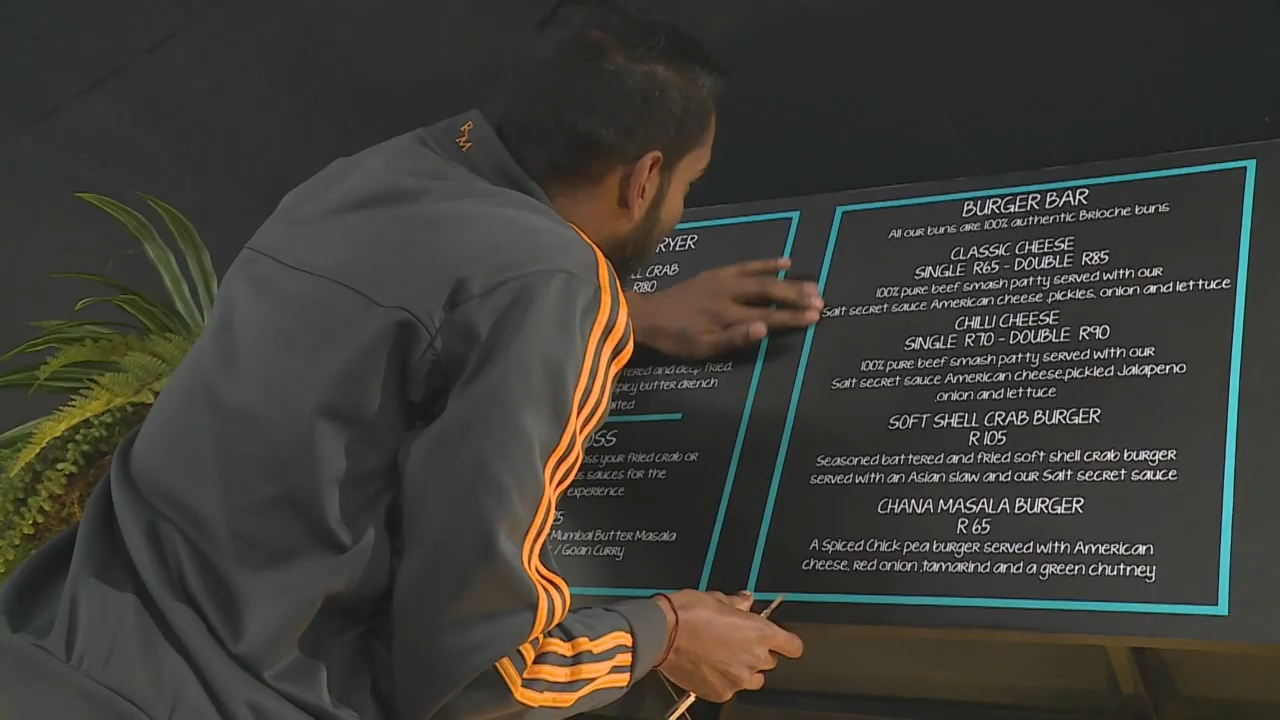 RM
RYER
LL CRAB
R180
tered and deep fried
spicy butter drench
OSS
oss your fried crab or
us sauces for the
experience
Mumbai Butter Masala
/ Goan Curry
BURGER BAR
All our buns are 100% authentic Brioche buns
CLASSIC CHEESE
SINGLE R65 - DOUBLE R85
100% pure beef smash patty served with our
Salt secret sauce American cheese ,pickles, onion and lettuce
CHILLI CHEESE
SINGLE R70 - DOUBLE R90
100% pure beef smash patty served with our
Salt secret sauce American cheese,pickled Jalapeno
,onion and lettuce
SOFT SHELL CRAB BURGER
R 105
Seasoned battered and fried soft shell crab burger
served with an Asian slaw and our Salt secret sauce
CHANA MASALA BURGER
R 65
A Spiced Chick pea burger served with American
cheese, red onion ,tamarind and a green chutney